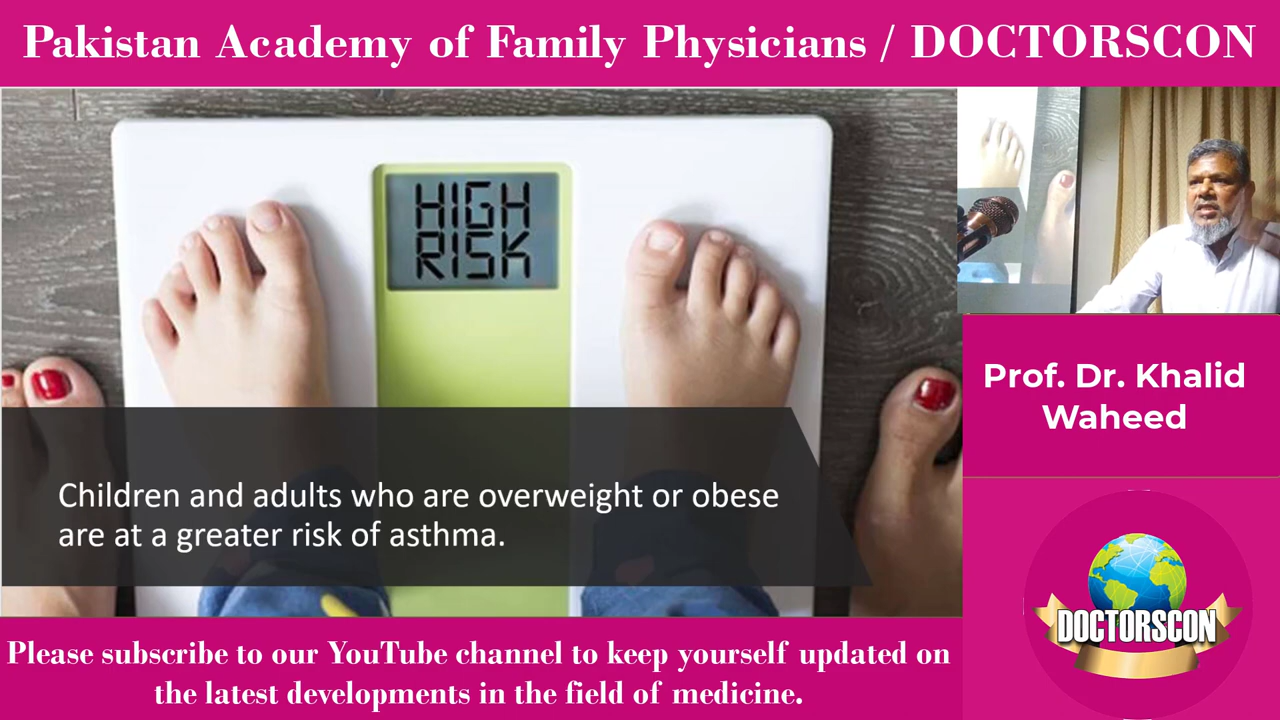 Pakistan Academy of Family Physicians / DOCTORSCON
HIGH
RISK
Children and adults who are overweight or obese
are at a greater risk of asthma.
Prof. Dr. Khalid
Waheed
DOCTORSCON
Please subscribe to our YouTube channel to keep yourself updated on
the latest developments in the field of medicine.